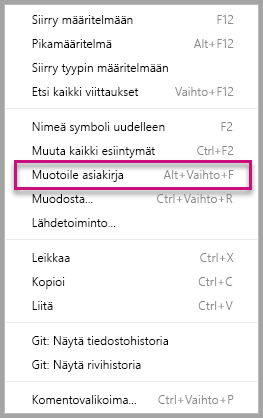 Siirry määritelmään F12
Pikamääritelmä Alt+F12
Siirry tyypin määritelmään
Etsi kaikki viittaukset Vaihto+F12
Nimeä symboli uudelleen F2
Muuta kaikki esiintymät Ctrl+F2
Muotoile asiakirja Alt+Vaihto+F
Muodosta... Ctrl+Vaihto+R
Lähdetoiminto...
Leikkaa Ctrl+X
Kopioi Ctrl+C
Liitä Ctrl+V
Git: Näytä tiedostohistoria
Git: Näytä rivihistoria
Komentovalikoima... Ctrl+Vaihto+P